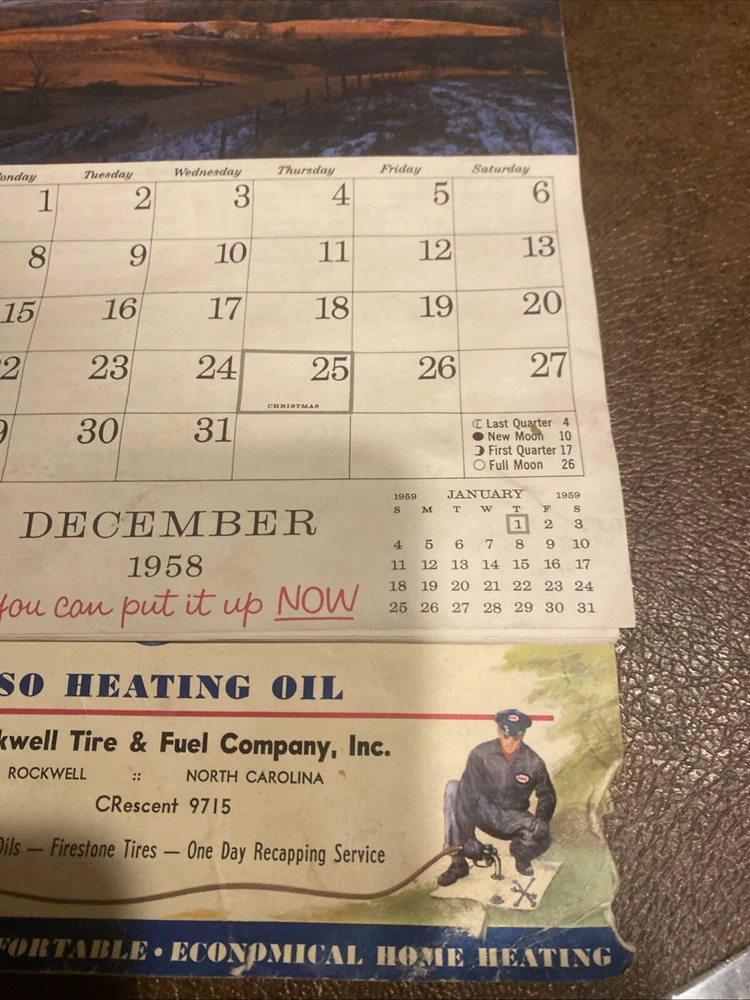 onday Tuesday Wednesday Thursday Friday Saturday
1 2 3 4 5 6
8 9 10 11 12 13
15 16 17 18 19 20
2 23 24 25 26 27
CHRISTMAS
9 30 31
Last Quarter 4
New Moon 10
First Quarter 17
Full Moon 26
DECEMBER
1958
you can put it up NOW
1959 JANUARY 1959
S M T W T F S
1 2 3
4 5 6 7 8 9 10
11 12 13 14 15 16 17
18 19 20 21 22 23 24
25 26 27 28 29 30 31
SO HEATING OIL
kwell Tire & Fuel Company, Inc.
ROCKWELL :: NORTH CAROLINA
CRescent 9715
Oils — Firestone Tires — One Day Recapping Service
FORTABLE • ECONOMICAL HOME HEATING